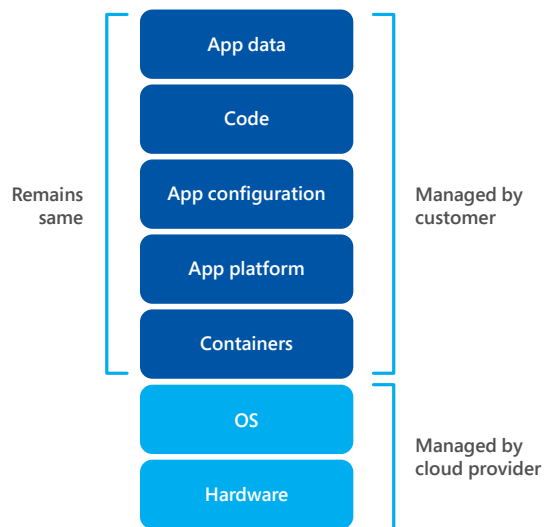 App data
Code
Remains
same
App configuration
Managed by
customer
App platform
Containers
OS
Managed by
cloud provider
Hardware